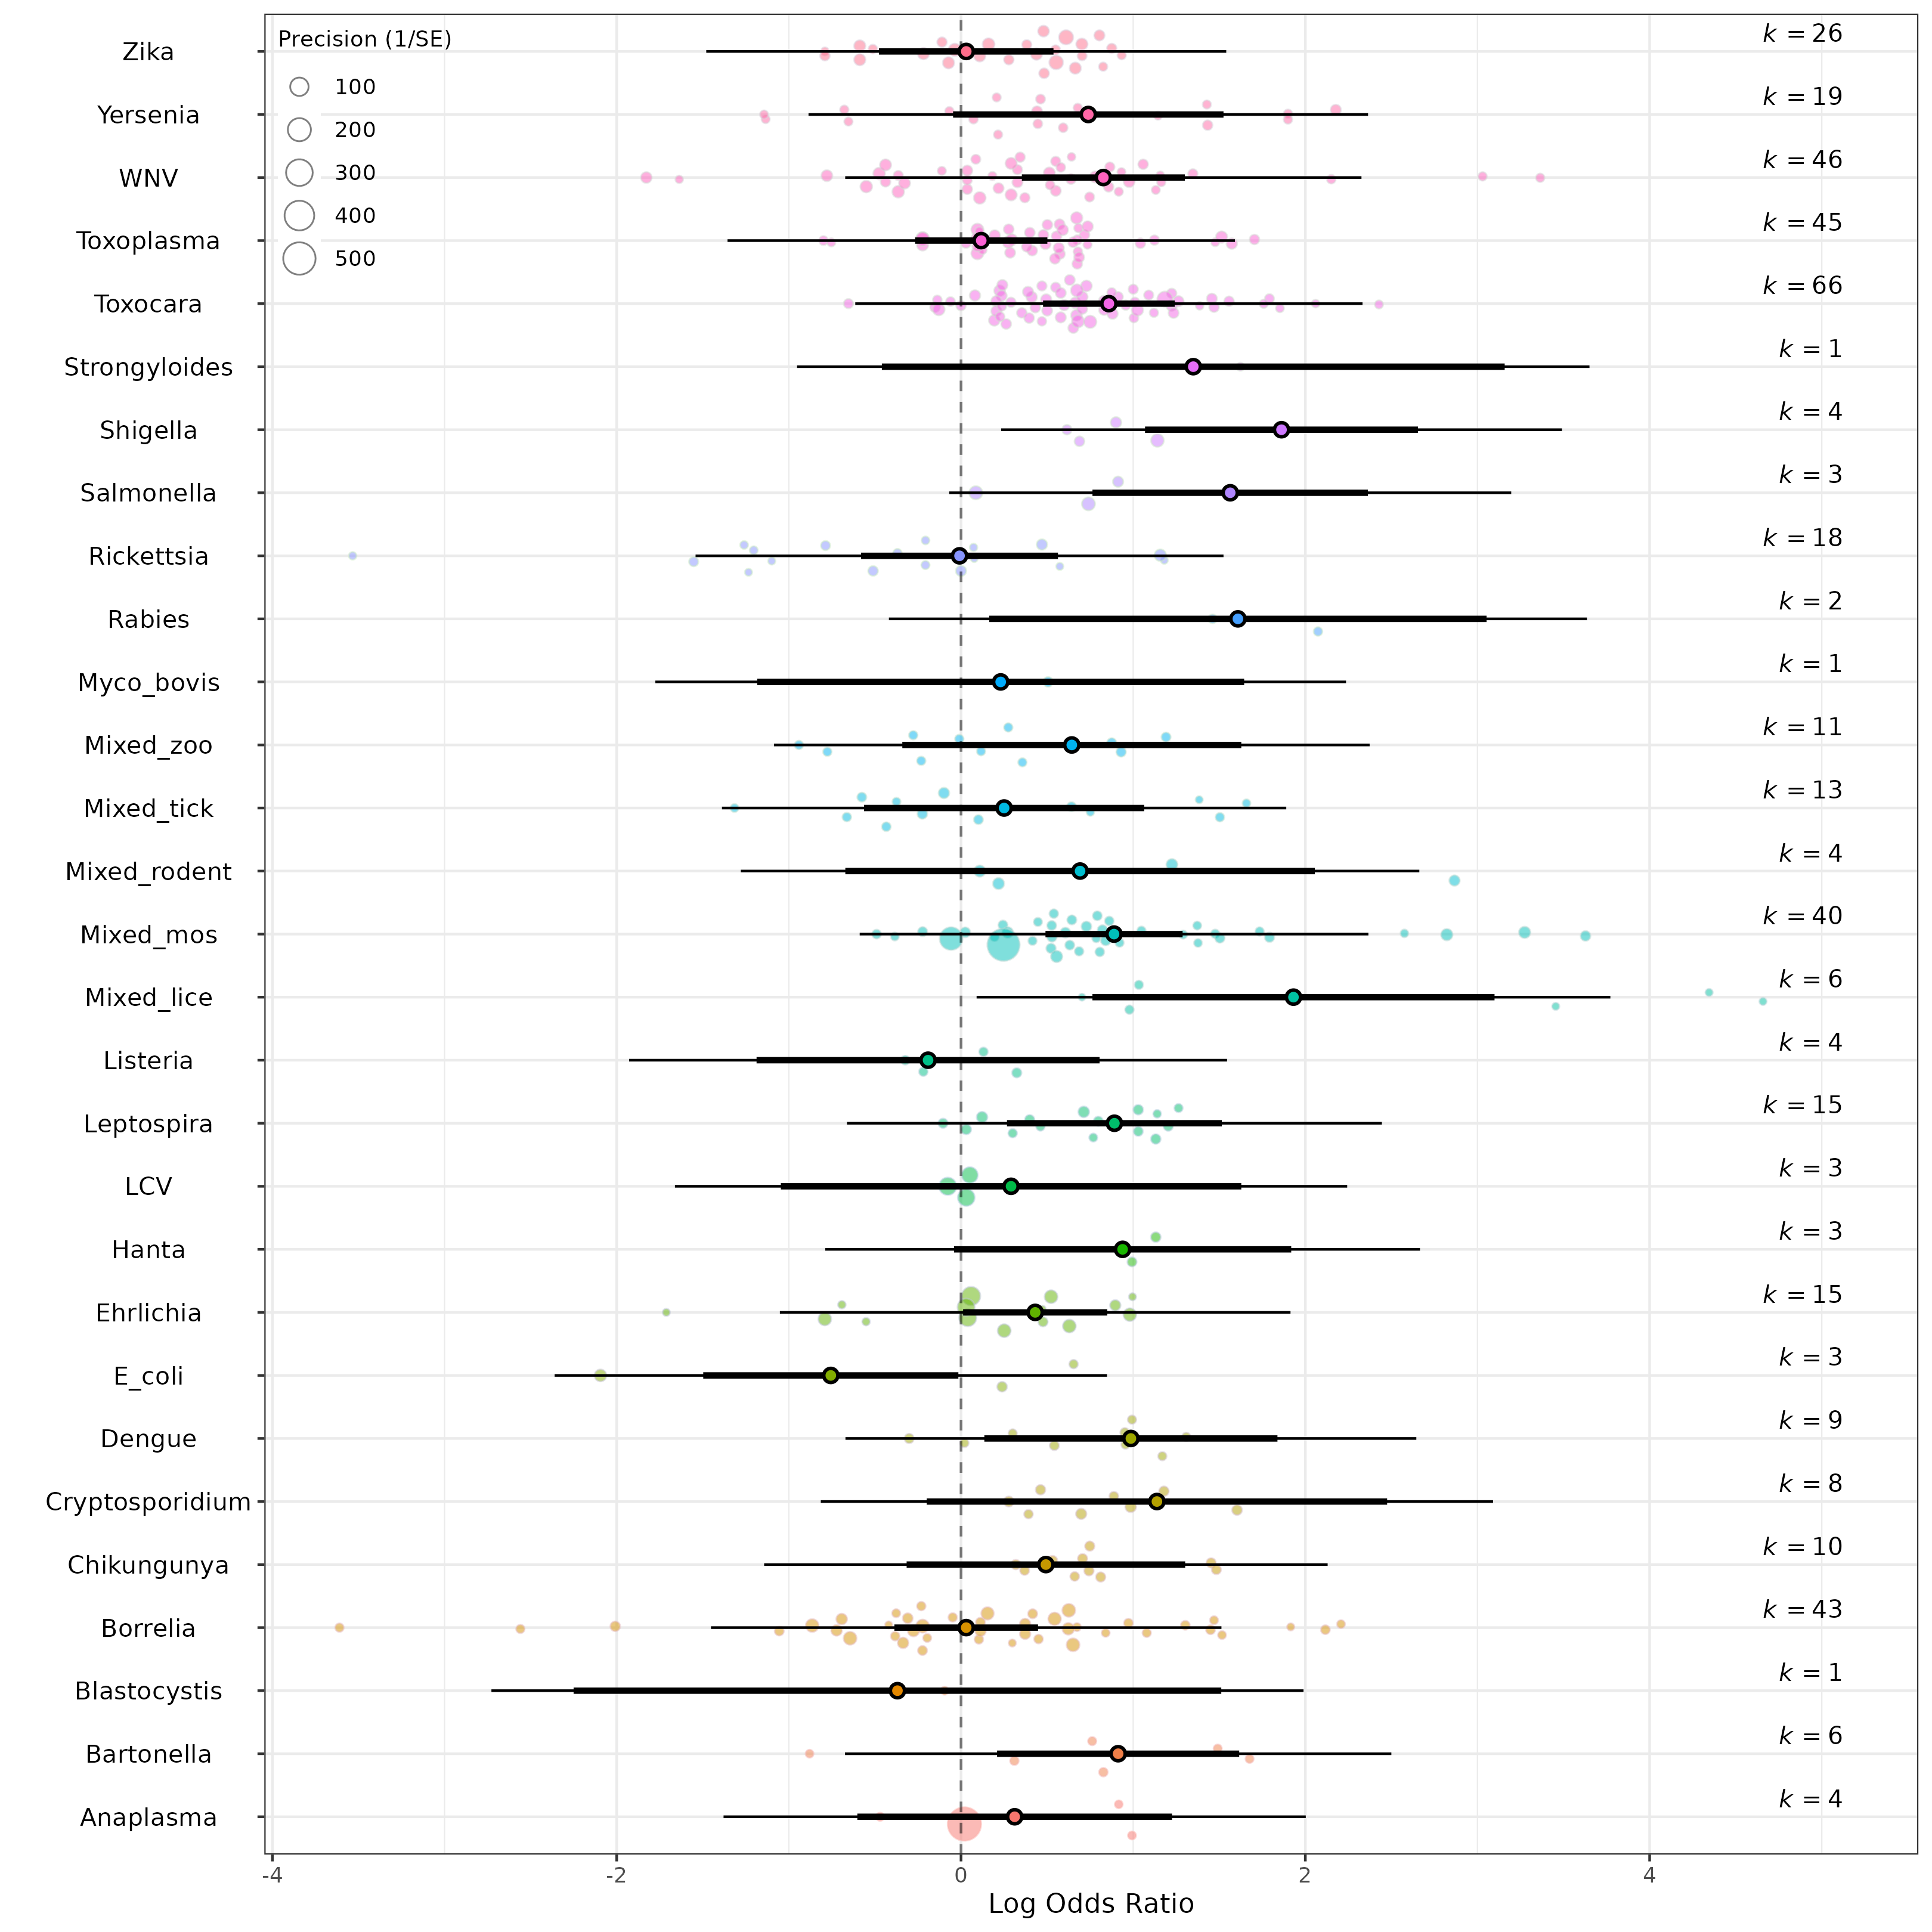 Precision (1/SE)
100
200
300
400
500
Zika k = 26
Yersenia k = 19
WNV k = 46
Toxoplasma k = 45
Toxocara k = 66
Strongyloides k = 1
Shigella k = 4
Salmonella k = 3
Rickettsia k = 18
Rabies k = 2
Myco_bovis k = 1
Mixed_zoo k = 11
Mixed_tick k = 13
Mixed_rodent k = 4
Mixed_mos k = 40
Mixed_lice k = 6
Listeria k = 4
Leptospira k = 15
LCV k = 3
Hanta k = 3
Ehrlichia k = 15
E_coli k = 3
Dengue k = 9
Cryptosporidium k = 8
Chikungunya k = 10
Borrelia k = 43
Blastocystis k = 1
Bartonella k = 6
Anaplasma k = 4
-4 -2 0 2 4
Log Odds Ratio